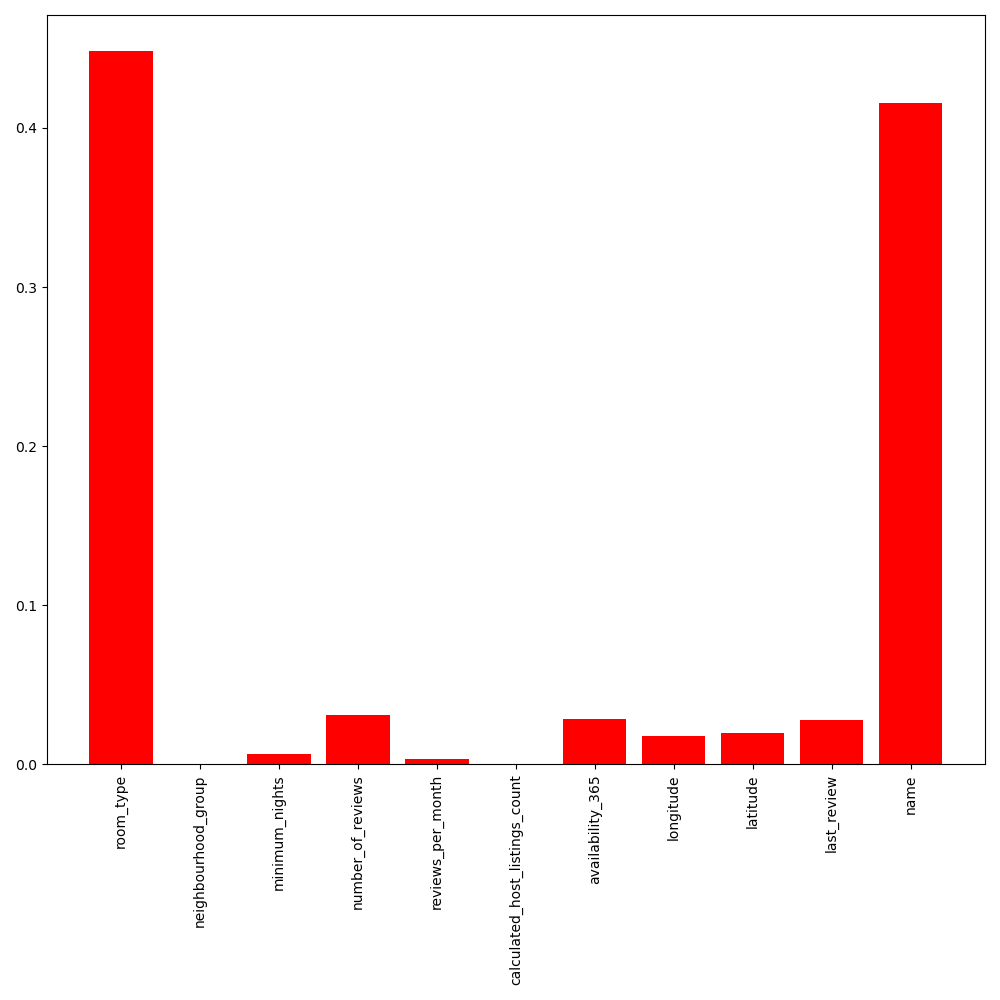 0.4
0.3
0.2
0.1
0.0
room_type
neighbourhood_group
minimum_nights
number_of_reviews
reviews_per_month
calculated_host_listings_count
availability_365
longitude
latitude
last_review
name